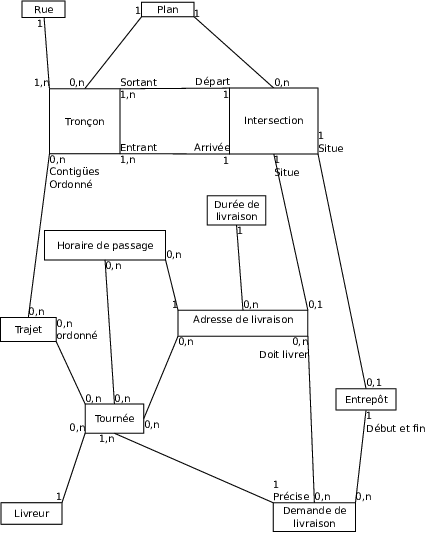 Rue
Plan
1
1
1
1,n
0,n
Sortant
Départ
0,n
1,n
1
Tronçon
Intersection
1
Situe
Entrant
Arrivée
0,n
1,n
1
1
Contigües
Ordonné
Situe
Durée de
livraison
1
Horaire de passage
0,n
0,n
1
0,n
0,1
0,n
Adresse de livraison
Trajet
0,n
ordonné
0,n
0,n
Doit livrer
0,1
Entrepôt
0,n
0,n
1
Début et fin
Tournée
0,n
0,n
1,n
1
Précise
0,n
0,n
1
Livreur
Demande de
livraison